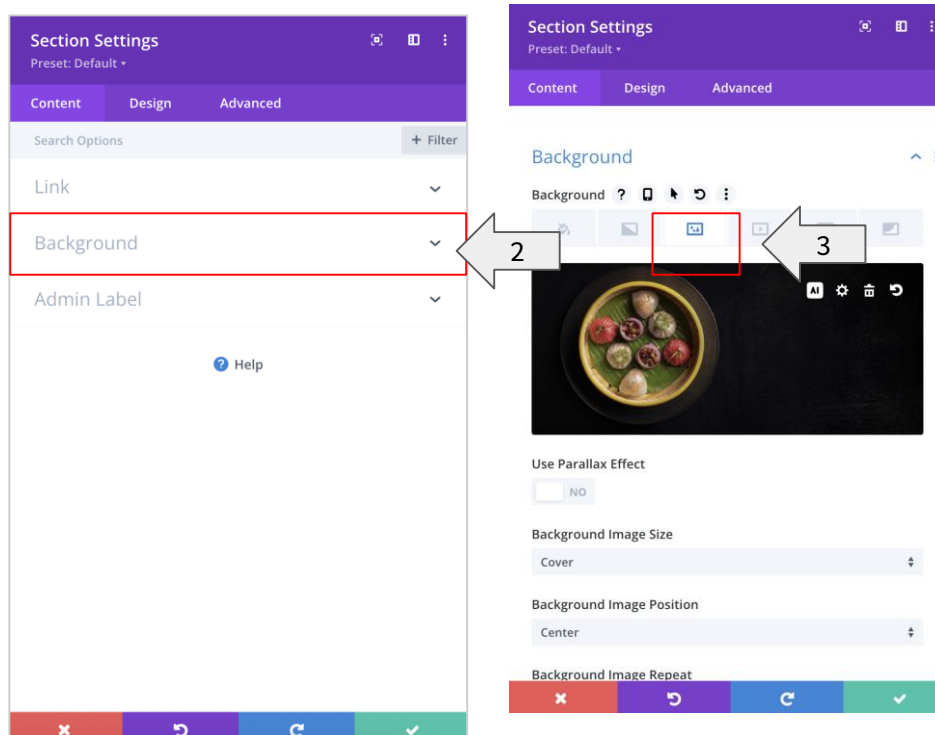 Section Settings
Preset: Default
Content Design Advanced
Search Options + Filter
Link
Background
Admin Label
? Help
2
Section Settings
Preset: Default
Content Design Advanced
Background
Background ?
3
AI
Use Parallax Effect
NO
Background Image Size
Cover
Background Image Position
Center
Background Image Repeat